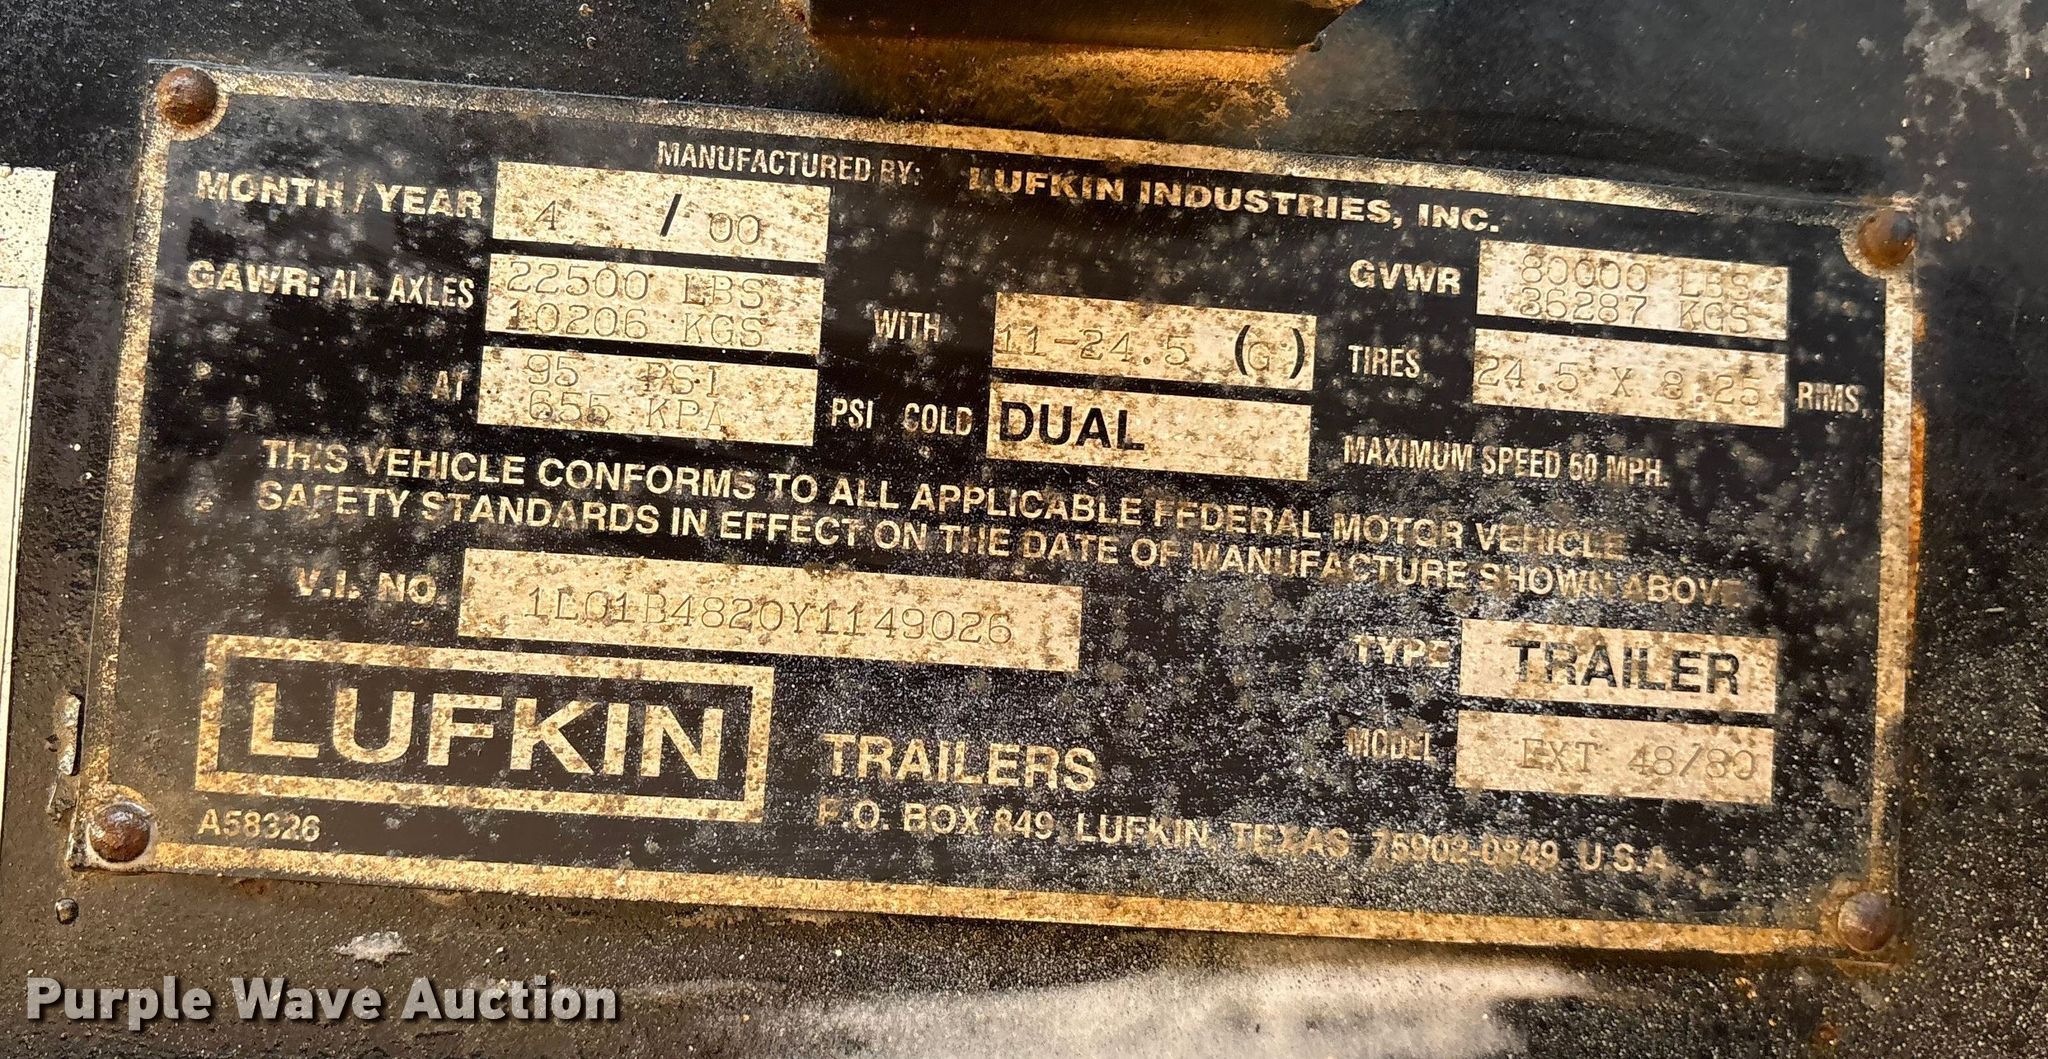 MANUFACTURED BY: LUFKIN INDUSTRIES, INC.
MONTH/YEAR 4 / 00
GVWR 80000 LBS
36287 KGS
GAWR: ALL AXLES 22500 LBS
10206 KGS
WITH 11-24.5 (G) TIRES, 24.5 X 8.25 RIMS,
AT 95 PSI
655 KPA
PSI COLD DUAL MAXIMUM SPEED 60 MPH.
THIS VEHICLE CONFORMS TO ALL APPLICABLE FEDERAL MOTOR VEHICLE
SAFETY STANDARDS IN EFFECT ON THE DATE OF MANUFACTURE SHOWN ABOVE
V.I. NO. 1L01B4820Y1149026
TYPE TRAILER
LUFKIN TRAILERS
MODEL EXT 48/80
P.O. BOX 849, LUFKIN, TEXAS 75902-0849 U.S.A.
A58326
Purple Wave Auction